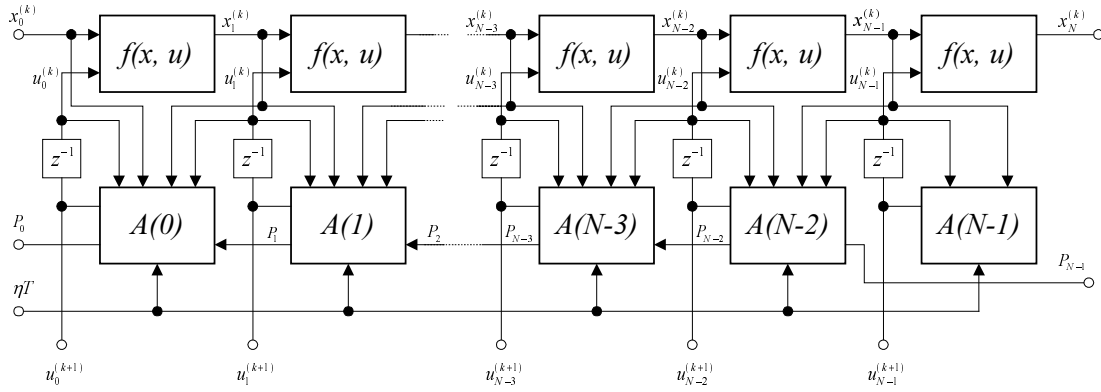 x_0^{(k)} x_1^{(k)} x_{N-3}^{(k)} x_{N-2}^{(k)} x_{N-1}^{(k)} x_N^{(k)}
f(x, u) f(x, u) f(x, u) f(x, u) f(x, u)
u_0^{(k)} u_1^{(k)} u_{N-3}^{(k)} u_{N-2}^{(k)} u_{N-1}^{(k)}
z^{-1} z^{-1} z^{-1} z^{-1} z^{-1}
A(0) A(1) A(N-3) A(N-2) A(N-1)
P_0 P_1 P_2 P_{N-3} P_{N-2} P_{N-1}
ηT
u_0^{(k+1)} u_1^{(k+1)} u_{N-3}^{(k+1)} u_{N-2}^{(k+1)} u_{N-1}^{(k+1)}